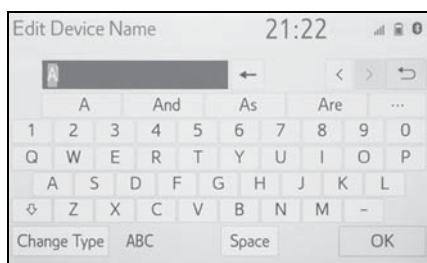 Edit Device Name 21:22
A
A And As Are ...
1 2 3 4 5 6 7 8 9 0
Q W E R T Y U I O P
A S D F G H J K L
Z X C V B N M -
Change Type ABC Space OK